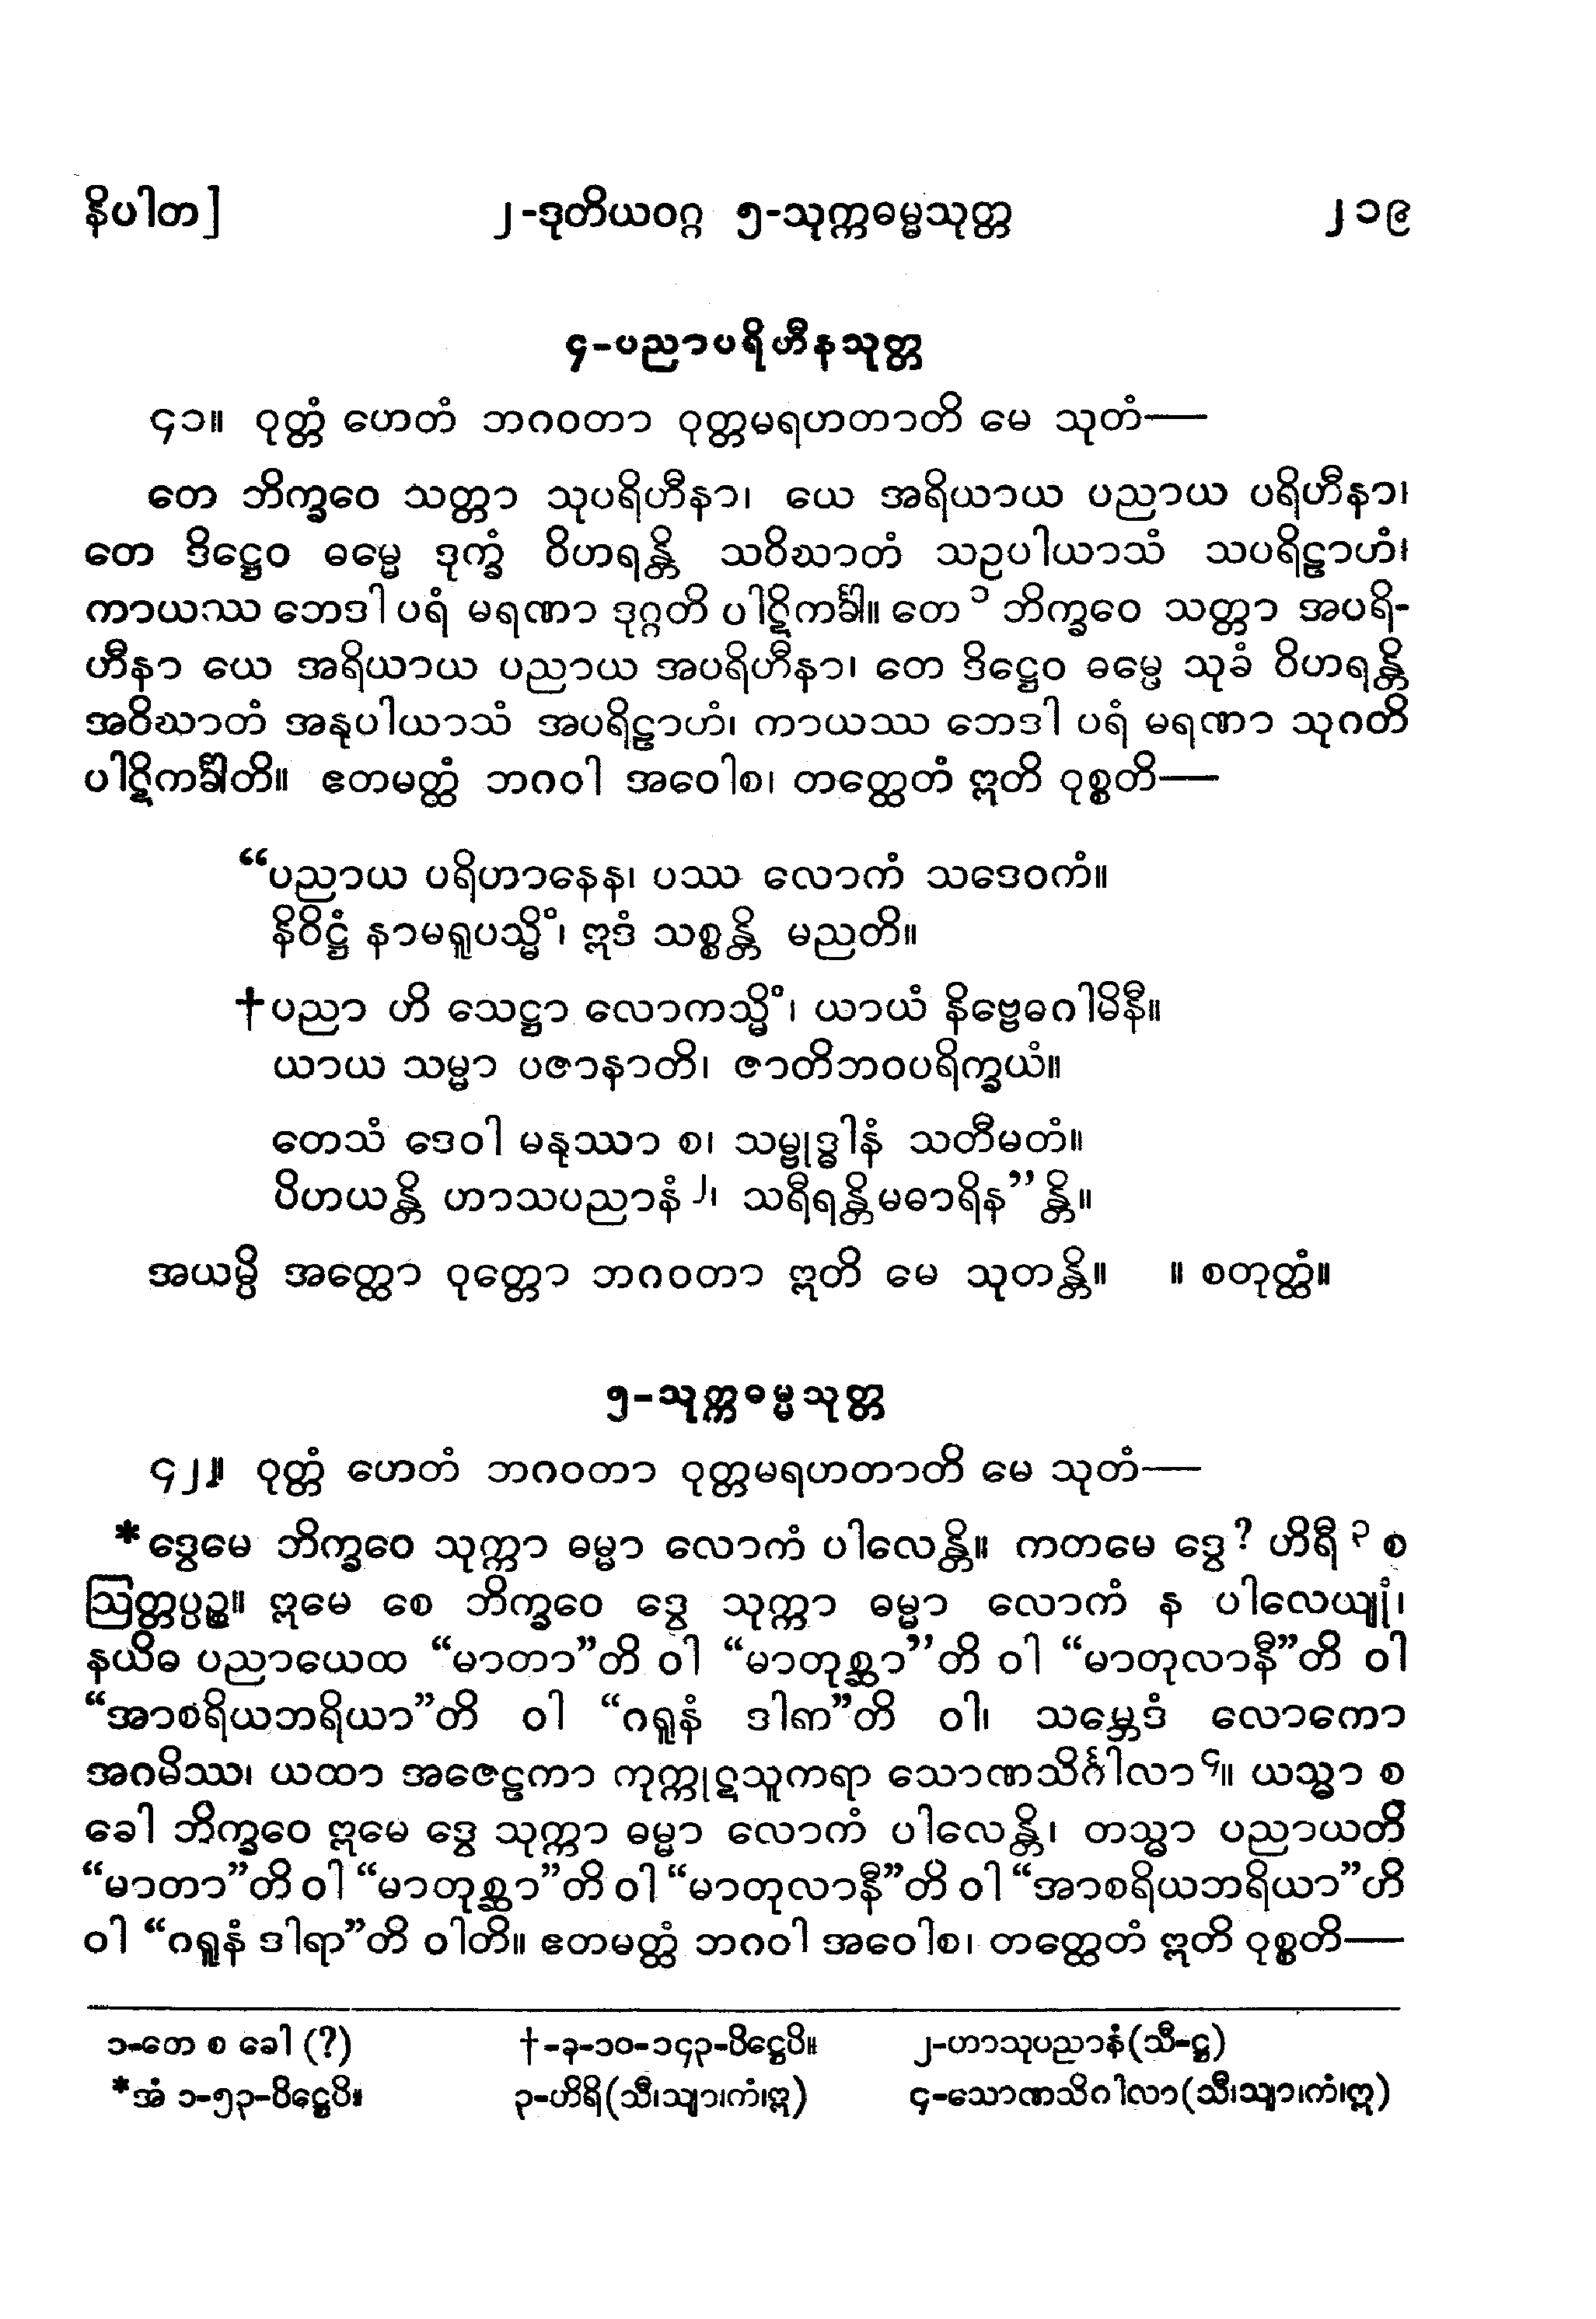 နိပါတ] ၂-ဒုတိယဝဂ္ဂ ၅-သုက္ကဓမ္မသုတ္တ ၂၁၉
၄-ပညာပရိဟီနသုတ္တ
၄၁။ ဝုတ္တံ ဟေတံ ဘဂဝတာ ဝုတ္တမရဟတာတိ မေ သုတံ—
တေ ဘိက္ခဝေ သတ္တာ သုပရိဟီနာ၊ ယေ အရိယာယ ပညာယ ပရိဟီနာ၊
တေ ဒိဋ္ဌေဝ ဓမ္မေ ဒုက္ခံ ဝိဟရန္တိ သဝိဃာတံ သဥပါယာသံ သပရိဠာဟံ၊
ကာယဿ ဘေဒါ ပရံ မရဏာ ဒုဂ္ဂတိ ပါဋိကင်္ခါ။ တေ ၁ ဘိက္ခဝေ သတ္တာ အပရိ-
ဟီနာ ယေ အရိယာယ ပညာယ အပရိဟီနာ၊ တေ ဒိဋ္ဌေဝ ဓမ္မေ သုခံ ဝိဟရန္တိ
အဝိဃာတံ အနုပါယာသံ အပရိဠာဟံ၊ ကာယဿ ဘေဒါ ပရံ မရဏာ သုဂတိ
ပါဋိကင်္ခါတိ။ ဧတမတ္ထံ ဘဂဝါ အဝေါစ၊ တတ္ထေတံ ဣတိ ဝုစ္စတိ—
“ပညာယ ပရိဟာနေန၊ ပဿ လောကံ သဒေဝကံ။
နိဝိဋ္ဌံ နာမရူပသ္မိံ၊ ဣဒံ သစ္စန္တိ မညတိ။
†ပညာ ဟိ သေဋ္ဌာ လောကသ္မိံ၊ ယာယံ နိဗ္ဗေဓဂါမိနီ။
ယာယ သမ္မာ ပဇာနာတိ၊ ဇာတိဘဝပရိက္ခယံ။
တေသံ ဒေဝါ မနုဿာ စ၊ သမ္ဗုဒ္ဓါနံ သတီမတံ။
ပိဟယန္တိ ဟာသပညာနံ ၂၊ သရီရန္တိမဓာရိန”န္တိ။
အယမ္ပိ အတ္ထော ဝုတ္တော ဘဂဝတာ ဣတိ မေ သုတန္တိ။ ။ စတုတ္ထံ။
၅-သုက္ကဓမ္မသုတ္တ
၄၂။ ဝုတ္တံ ဟေတံ ဘဂဝတာ ဝုတ္တမရဟတာတိ မေ သုတံ—
*ဒွေမေ ဘိက္ခဝေ သုက္ကာ ဓမ္မာ လောကံ ပါလေန္တိ။ ကတမေ ဒွေ? ဟိရီ ၃ စ
ဩတ္တပ္ပဉ္စ။ ဣမေ စေ ဘိက္ခဝေ ဒွေ သုက္ကာ ဓမ္မာ လောကံ န ပါလေယျုံ၊
နယိဓ ပညာယေထ “မာတာ”တိ ဝါ “မာတုစ္ဆာ”တိ ဝါ “မာတုလာနီ”တိ ဝါ
“အာစရိယဘရိယာ”တိ ဝါ “ဂရူနံ ဒါရာ”တိ ဝါ၊ သမ္ဘေဒံ လောကော
အဂမိဿ၊ ယထာ အဇေဠကာ ကုက္ကုဋသူကရာ သောဏသိင်္ဂါလာ၄။ ယသ္မာ စ
ခေါ ဘိက္ခဝေ ဣမေ ဒွေ သုက္ကာ ဓမ္မာ လောကံ ပါလေန္တိ၊ တသ္မာ ပညာယတိ
“မာတာ”တိ ဝါ “မာတုစ္ဆာ”တိ ဝါ “မာတုလာနီ”တိ ဝါ “အာစရိယဘရိယာ”တိ
ဝါ “ဂရူနံ ဒါရာ”တိ ဝါတိ။ ဧတမတ္ထံ ဘဂဝါ အဝေါစ၊ တတ္ထေတံ ဣတိ ဝုစ္စတိ—
၁-တေ စ ခေါ (?) †-ခု-၁၀-၁၄၃-ပိဋ္ဌေပိ။ ၂-ဟာသုပညာနံ(သီ-ဋ္ဌ)
*အံ ၁-၅၃-ပိဋ္ဌေပိ။ ၃-ဟိရိ(သီ၊သျာ၊ကံ၊ဣ) ၄-သောဏသိဂါလာ(သီ၊သျာ၊ကံ၊ဣ)